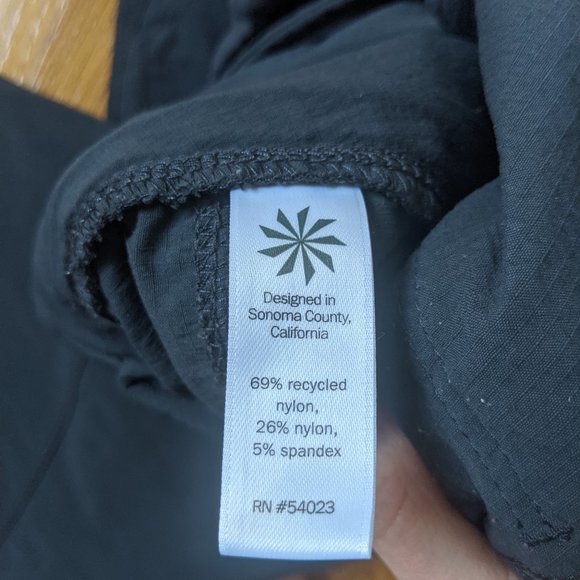 Designed in
Sonoma County,
California
69% recycled
nylon,
26% nylon,
5% spandex
RN #54023